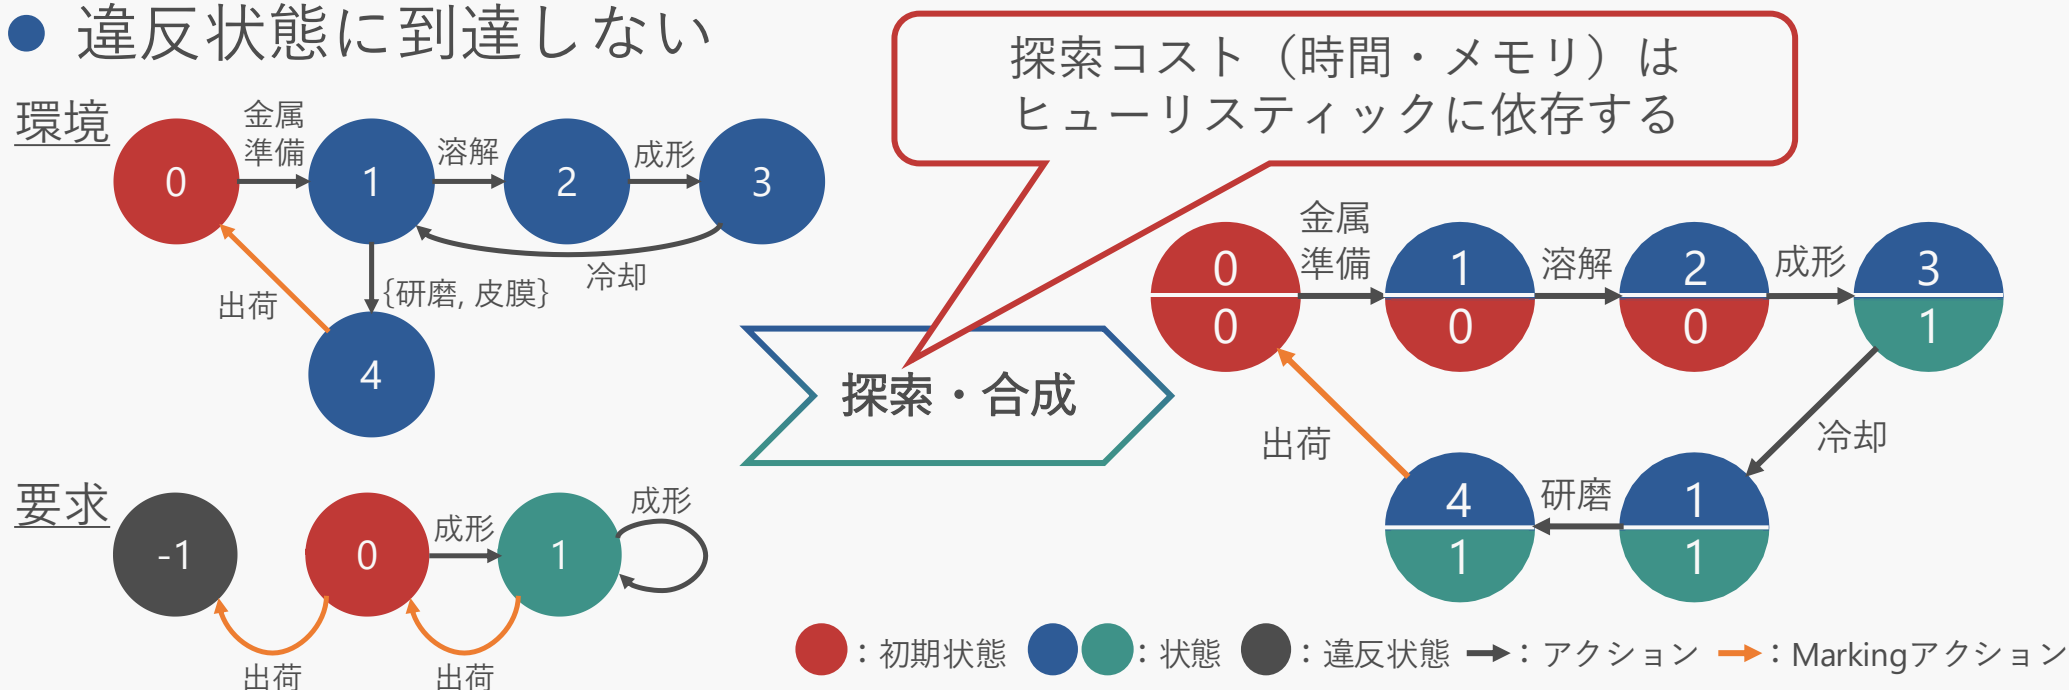 違反状態に到達しない
探索コスト（時間・メモリ）は
ヒューリスティックに依存する
環境
金属
準備
溶解
成形
0
1
2
3
冷却
{研磨, 皮膜}
出荷
4
探索・合成
金属
準備
溶解
成形
0
0
1
0
2
0
3
1
出荷
冷却
研磨
4
1
1
1
要求
成形
成形
-1
0
1
出荷
出荷
：初期状態
：状態
：違反状態
：アクション
：Markingアクション